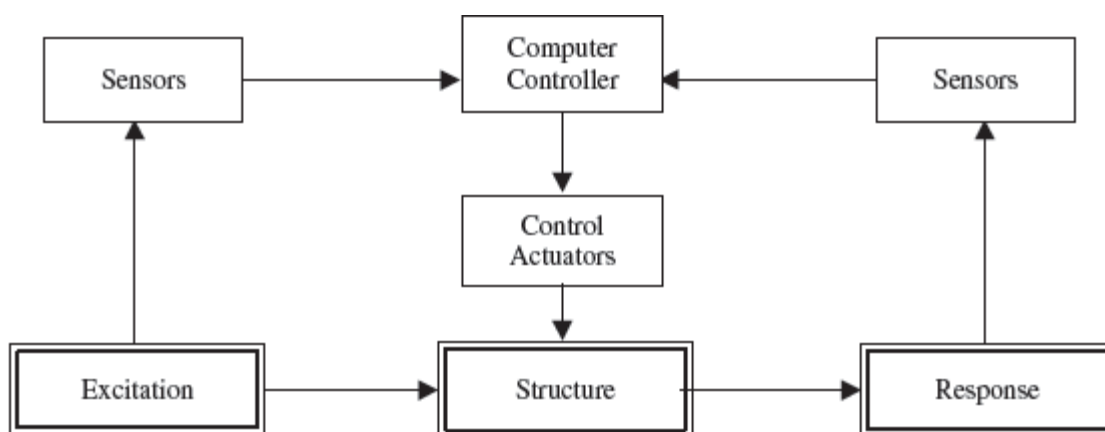 Sensors
Computer
Controller
Sensors
Control
Actuators
Excitation
Structure
Response